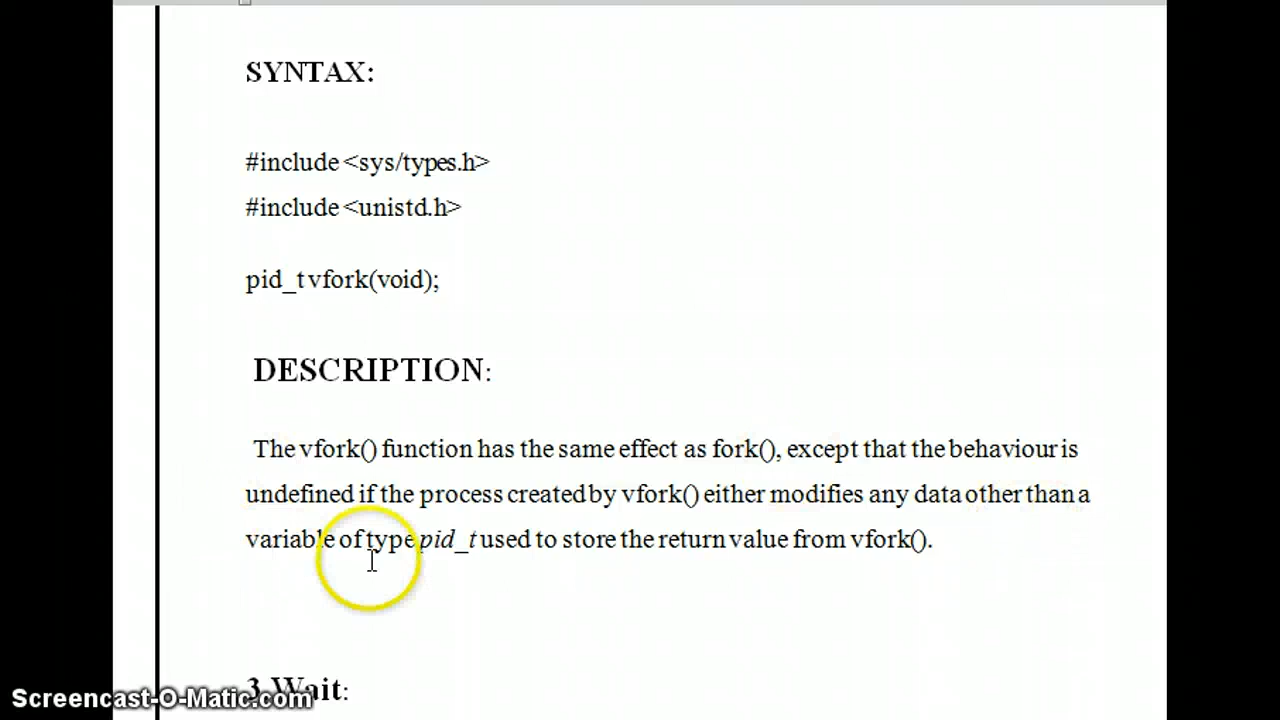 SYNTAX:
#include <sys/types.h>
#include <unistd.h>
pid_t vfork(void);
DESCRIPTION:
The vfork() function has the same effect as fork(), except that the behaviour is
undefined if the process created by vfork() either modifies any data other than a
variable of type pid_t used to store the return value from vfork().
3.Wait:
Screencast-O-Matic.com